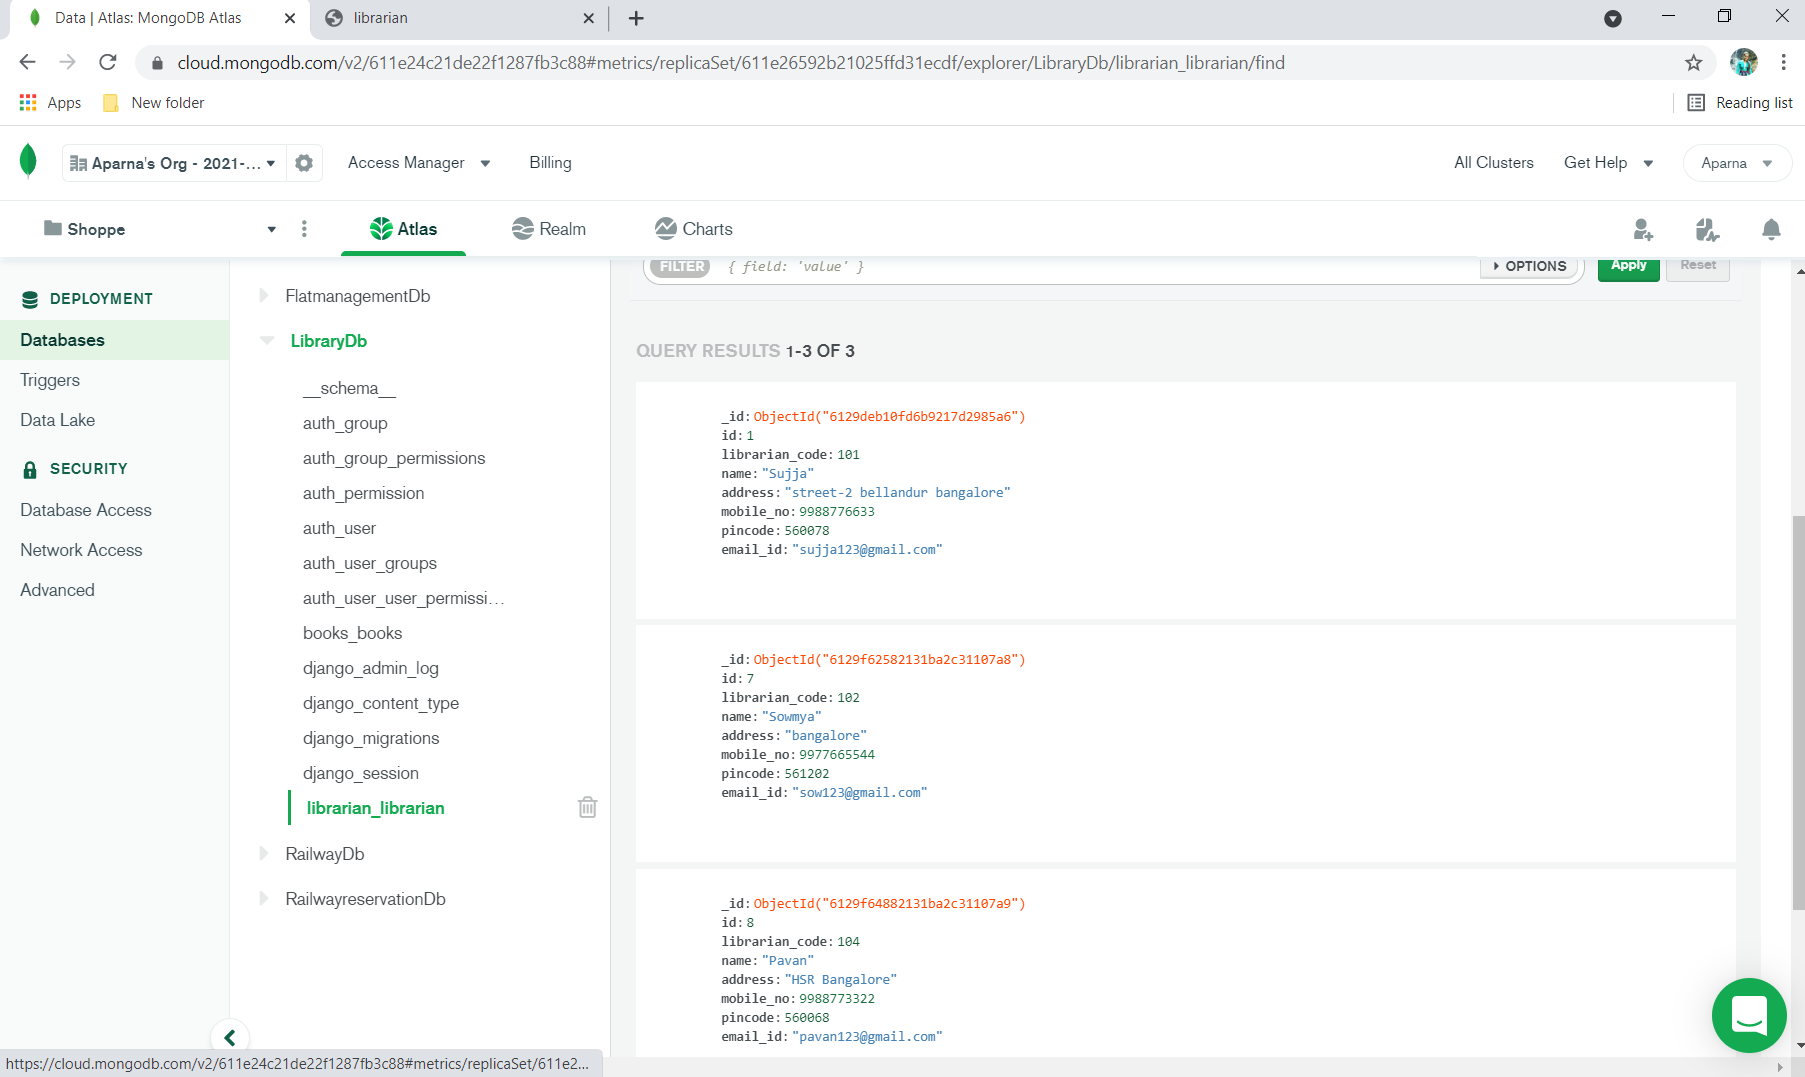 Data | Atlas: MongoDB Atlas
librarian
cloud.mongodb.com/v2/611e24c21de22f1287fb3c88#metrics/replicaSet/611e26592b21025ffd31ecdf/explorer/LibraryDb/librarian_librarian/find
Apps
New folder
Reading list
Aparna's Org - 2021-...
Access Manager
Billing
All Clusters
Get Help
Aparna
Shoppe
Atlas
Realm
Charts
DEPLOYMENT
Databases
Triggers
Data Lake
SECURITY
Database Access
Network Access
Advanced
FlatmanagementDb
LibraryDb
__schema__
auth_group
auth_group_permissions
auth_permission
auth_user
auth_user_groups
auth_user_user_permissi...
books_books
django_admin_log
django_content_type
django_migrations
django_session
librarian_librarian
RailwayDb
RailwayreservationDb
FILTER { field: 'value' }
OPTIONS
Apply
Reset
QUERY RESULTS 1-3 OF 3
_id: ObjectId("6129deb10fd6b9217d2985a6")
id: 1
librarian_code: 101
name: "Sujja"
address: "street-2 bellandur bangalore"
mobile_no: 9988776633
pincode: 560078
email_id: "sujja123@gmail.com"
_id: ObjectId("6129f62582131ba2c31107a8")
id: 7
librarian_code: 102
name: "Sowmya"
address: "bangalore"
mobile_no: 9977665544
pincode: 561202
email_id: "sow123@gmail.com"
_id: ObjectId("6129f64882131ba2c31107a9")
id: 8
librarian_code: 104
name: "Pavan"
address: "HSR Bangalore"
mobile_no: 9988773322
pincode: 560068
email_id: "pavan123@gmail.com"
https://cloud.mongodb.com/v2/611e24c21de22f1287fb3c88#metrics/replicaSet/611e2...